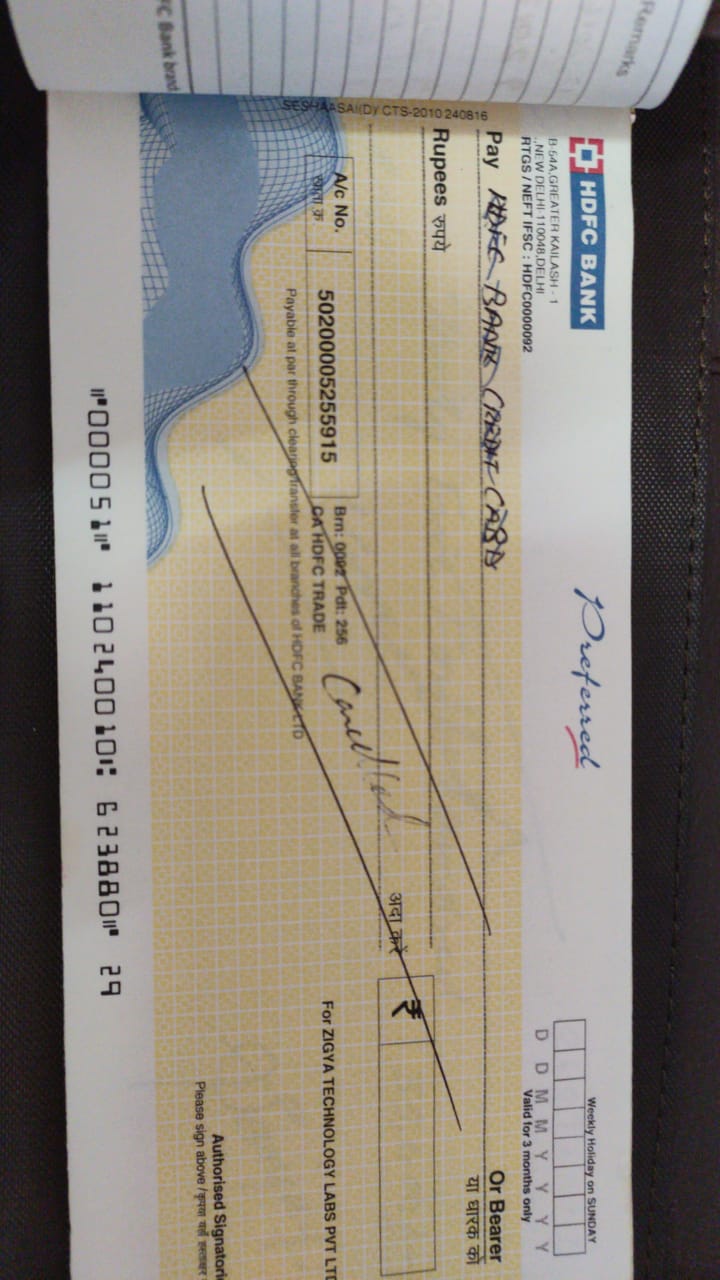 Remarks
HDFC BANK
Preferred
Weekly Holiday on SUNDAY
B-54A,GREATER KAILASH - 1
.,NEW DELHI-110048,DELHI
RTGS / NEFT IFSC : HDFC0000092
D D M M Y Y Y Y
Valid for 3 months only
Pay HDFC BANK CREDIT CARD
Or Bearer
या धारक को
Rupees रुपये
अदा करें ₹
A/c No.
खाता क्र
50200005255915
Brn: 0092 Pdt: 256
CA HDFC TRADE
Cancelled
For ZIGYA TECHNOLOGY LABS PVT LTD
Payable at par through clearing/transfer at all branches of HDFC BANK LTD
SESHASAI(D)/ CTS-2010 240816
Authorised Signatorie
Please sign above / कृपया यहाँ हस्ताक्षर
FC Bank branch
⑈000051⑈ 110240010⑆ 623880⑈ 29